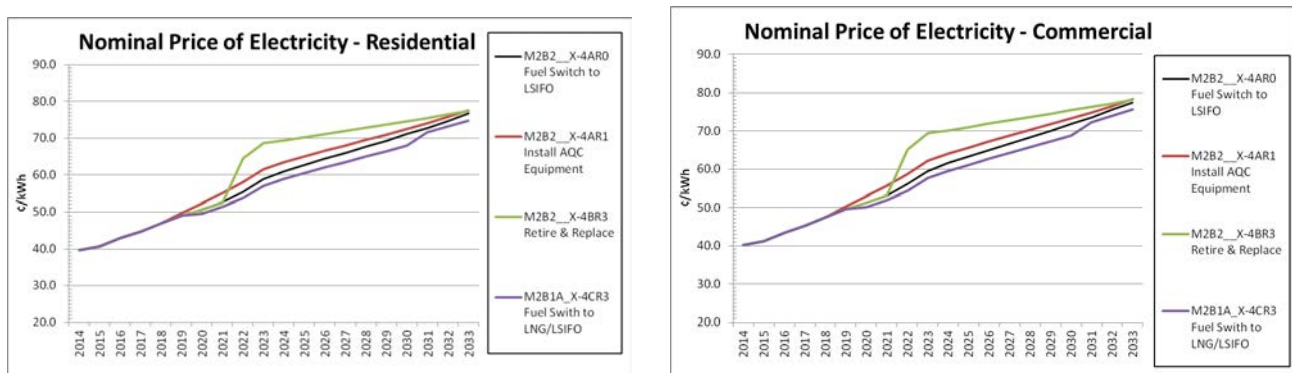 Nominal Price of Electricity - Residential
90.0
80.0
70.0
60.0
50.0
40.0
30.0
20.0
¢/kWh
2014
2015
2016
2017
2018
2019
2020
2021
2022
2023
2024
2025
2026
2027
2028
2029
2030
2031
2032
2033
M2B2__X-4AR0
Fuel Switch to
LSIFO
M2B2__X-4AR1
Install AQC
Equipment
M2B2__X-4BR3
Retire & Replace
M2B1A_X-4CR3
Fuel Swith to
LNG/LSIFO
Nominal Price of Electricity - Commercial
90.0
80.0
70.0
60.0
50.0
40.0
30.0
20.0
¢/kWh
2014
2015
2016
2017
2018
2019
2020
2021
2022
2023
2024
2025
2026
2027
2028
2029
2030
2031
2032
2033
M2B2__X-4AR0
Fuel Switch to
LSIFO
M2B2__X-4AR1
Install AQC
Equipment
M2B2__X-4BR3
Retire & Replace
M2B1A_X-4CR3
Fuel Swith to
LNG/LSIFO